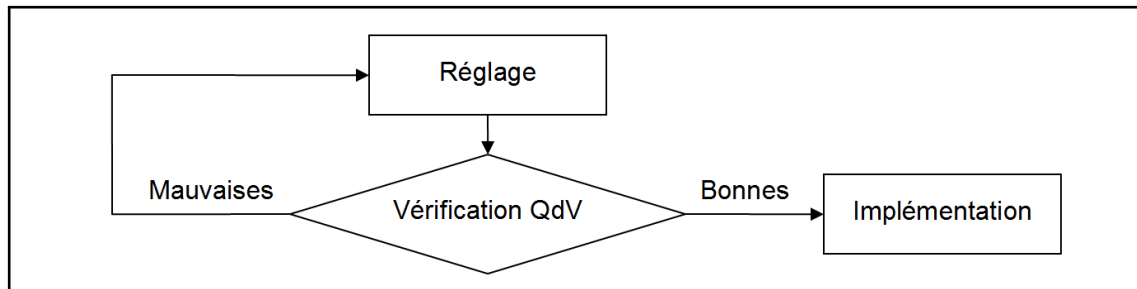 Réglage
Mauvaises
Vérification QdV
Bonnes
Implémentation